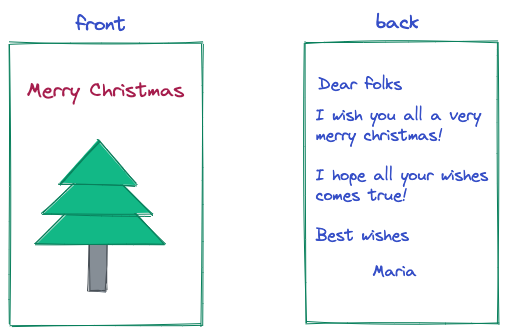 front
Merry Christmas
back
Dear folks
I wish you all a very
merry christmas!
I hope all your wishes
comes true!
Best wishes
Maria